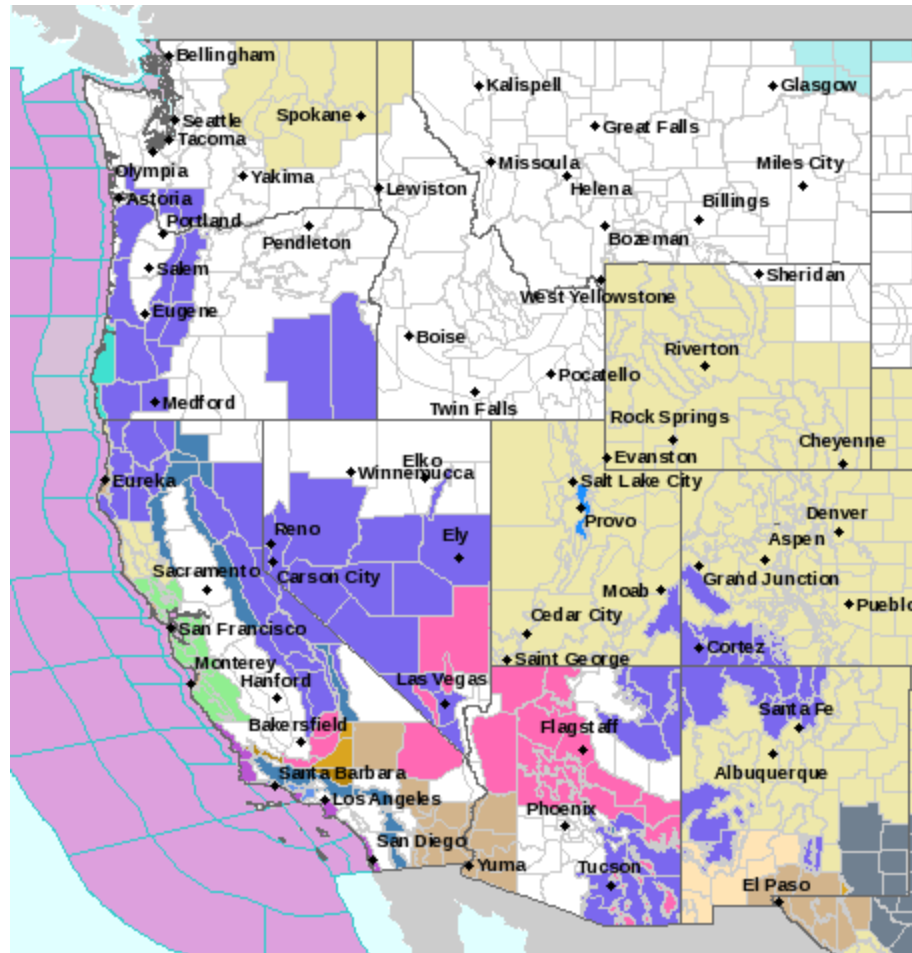 Bellingham
Kalispell
Glasgow
Seattle
Spokane
Great Falls
Tacoma
Olympia
Yakima
Missoula
Miles City
Helena
Astoria
Lewiston
Billings
Portland
Pendleton
Bozeman
Salem
Sheridan
West Yellowstone
Eugene
Boise
Riverton
Pocatello
Medford
Twin Falls
Rock Springs
Cheyenne
Evanston
Elko
Winnemucca
Eureka
Salt Lake City
Provo
Denver
Reno
Ely
Aspen
Sacramento
Carson City
Grand Junction
Moab
Pueblo
Cedar City
San Francisco
Cortez
Saint George
Monterey
Hanford
Las Vegas
Santa Fe
Bakersfield
Flagstaff
Albuquerque
Santa Barbara
Los Angeles
Phoenix
San Diego
Yuma
Tucson
El Paso